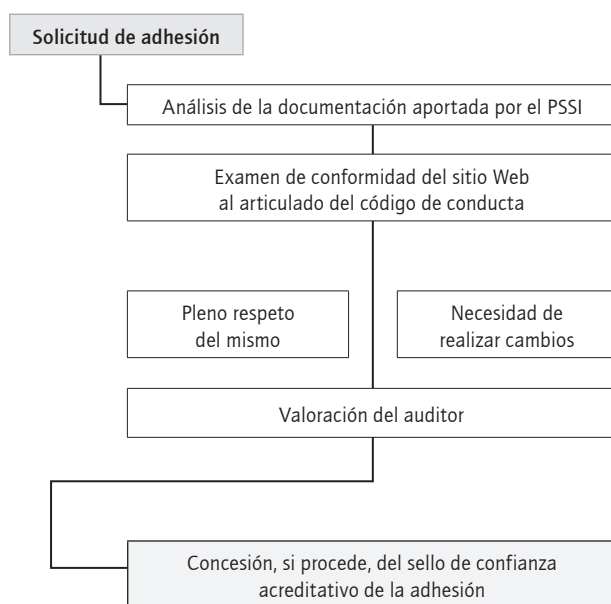 Solicitud de adhesión
Análisis de la documentación aportada por el PSSI
Examen de conformidad del sitio Web
al articulado del código de conducta
Pleno respeto
del mismo
Necesidad de
realizar cambios
Valoración del auditor
Concesión, si procede, del sello de confianza
acreditativo de la adhesión